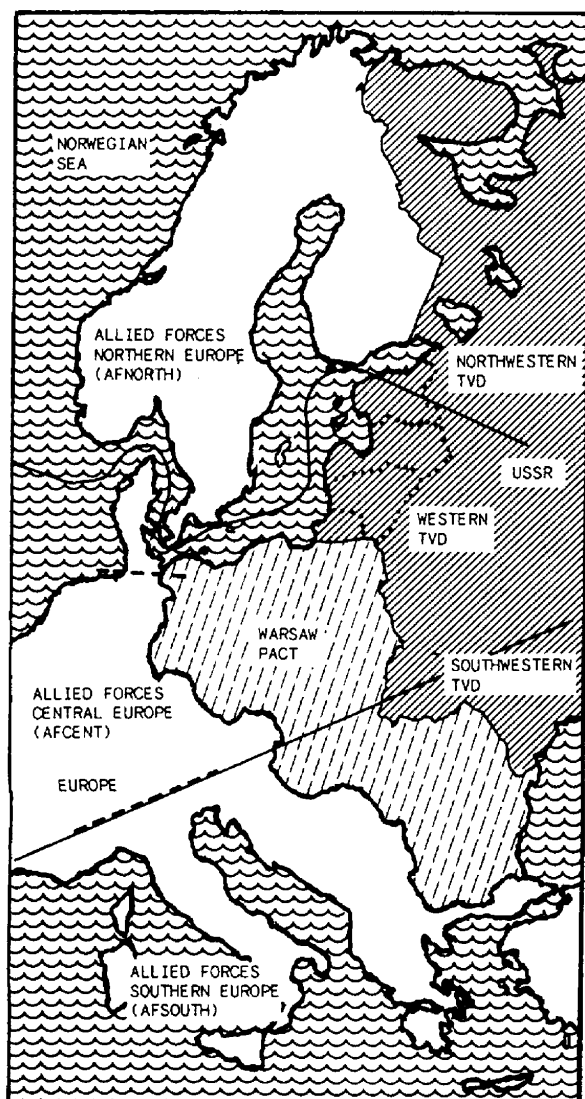 NORWEGIAN
SEA
ALLIED FORCES
NORTHERN EUROPE
(AFNORTH)
NORTHWESTERN
TVD
USSR
WESTERN
TVD
WARSAW
PACT
SOUTHWESTERN
TVD
ALLIED FORCES
CENTRAL EUROPE
(AFCENT)
EUROPE
ALLIED FORCES
SOUTHERN EUROPE
(AFSOUTH)